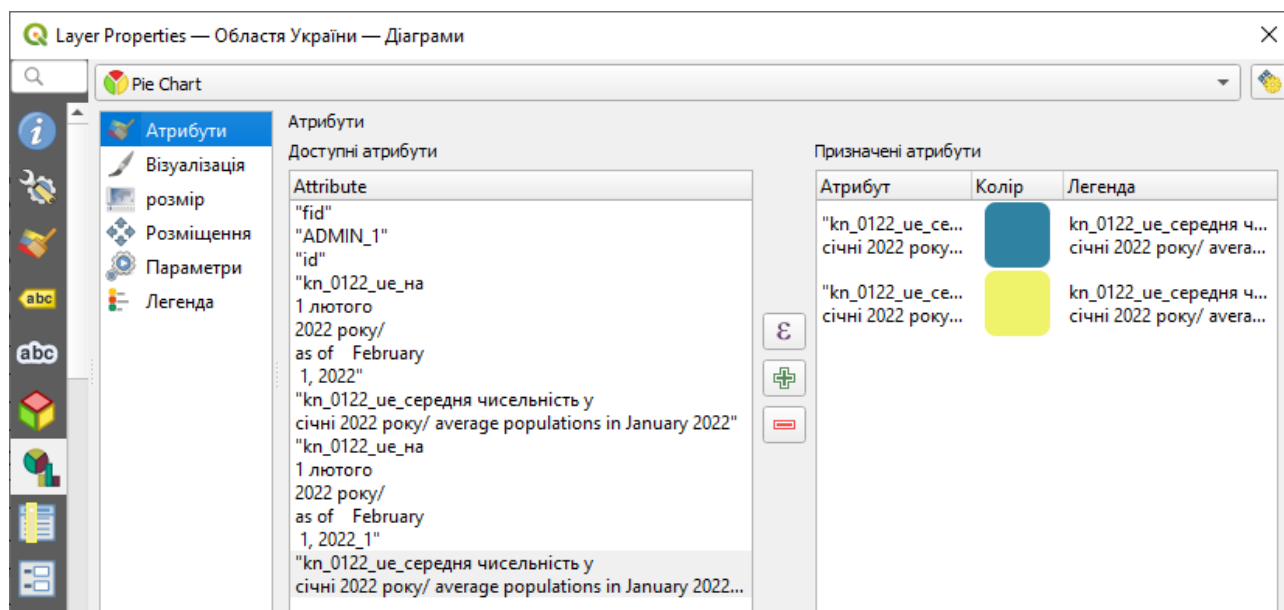 Layer Properties — Областя України — Діаграми
Pie Chart
Атрибути
Візуалізація
розмір
Розміщення
Параметри
Легенда
abc
abc
Атрибути
Доступні атрибути
Attribute
"fid"
"ADMIN_1"
"id"
"kn_0122_ue_на
1 лютого
2022 року/
as of   February
1, 2022"
"kn_0122_ue_середня чисельність у
січні 2022 року/ average populations in January 2022"
"kn_0122_ue_на
1 лютого
2022 року/
as of   February
1, 2022_1"
"kn_0122_ue_середня чисельність у
січні 2022 року/ average populations in January 2022...
ε
Призначені атрибути
Атрибут Колір Легенда
"kn_0122_ue_се... kn_0122_ue_середня ч...
січні 2022 року... січні 2022 року/ avera...
"kn_0122_ue_се... kn_0122_ue_середня ч...
січні 2022 року... січні 2022 року/ avera...